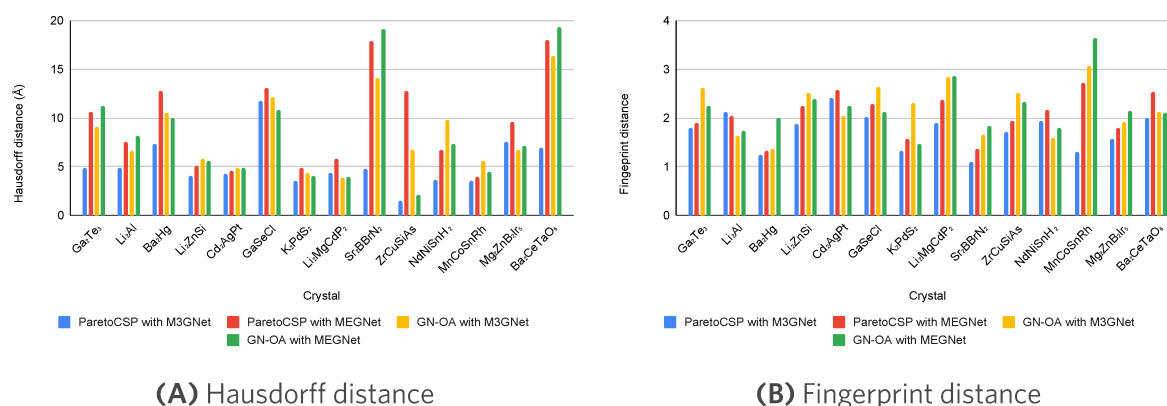 20
15
10
5
0
Hausdorff distance (Å)
Ga₂Te₃
Li₃Al
Ba₂Hg
Li₂ZnSi
Cd₂AgPt
GaSeCl
K₂PdS₂
Li₂MgCdP₂
Sr₂BBrN₂
ZrCuSiAs
NdNiSnH₂
MnCoSnRh
Ba₂CeTaO₆
Crystal
ParetoCSP with M3GNet
ParetoCSP with MEGNet
GN-OA with M3GNet
GN-OA with MEGNet
(A) Hausdorff distance
4
3
2
1
0
Fingerprint distance
Ga₂Te₃
Li₃Al
Ba₂Hg
Li₂ZnSi
Cd₂AgPt
GaSeCl
K₂PdS₂
Li₂MgCdP₂
Sr₂BBrN₂
ZrCuSiAs
NdNiSnH₂
MnCoSnRh
Ba₂CeTaO₆
Crystal
ParetoCSP with M3GNet
ParetoCSP with MEGNet
GN-OA with M3GNet
GN-OA with MEGNet
(B) Fingerprint distance